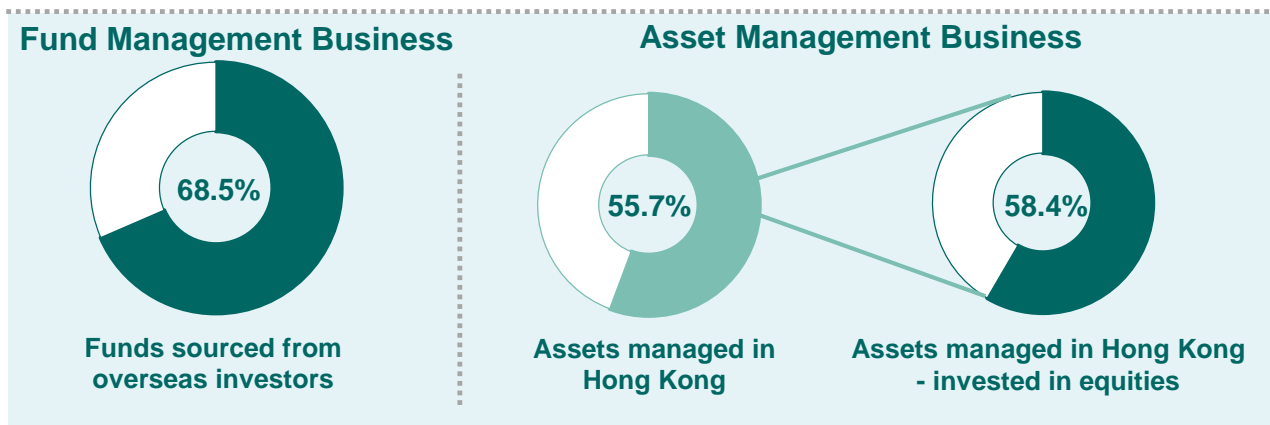 Fund Management Business
68.5%
Funds sourced from
overseas investors
Asset Management Business
55.7%
Assets managed in
Hong Kong
58.4%
Assets managed in Hong Kong
- invested in equities